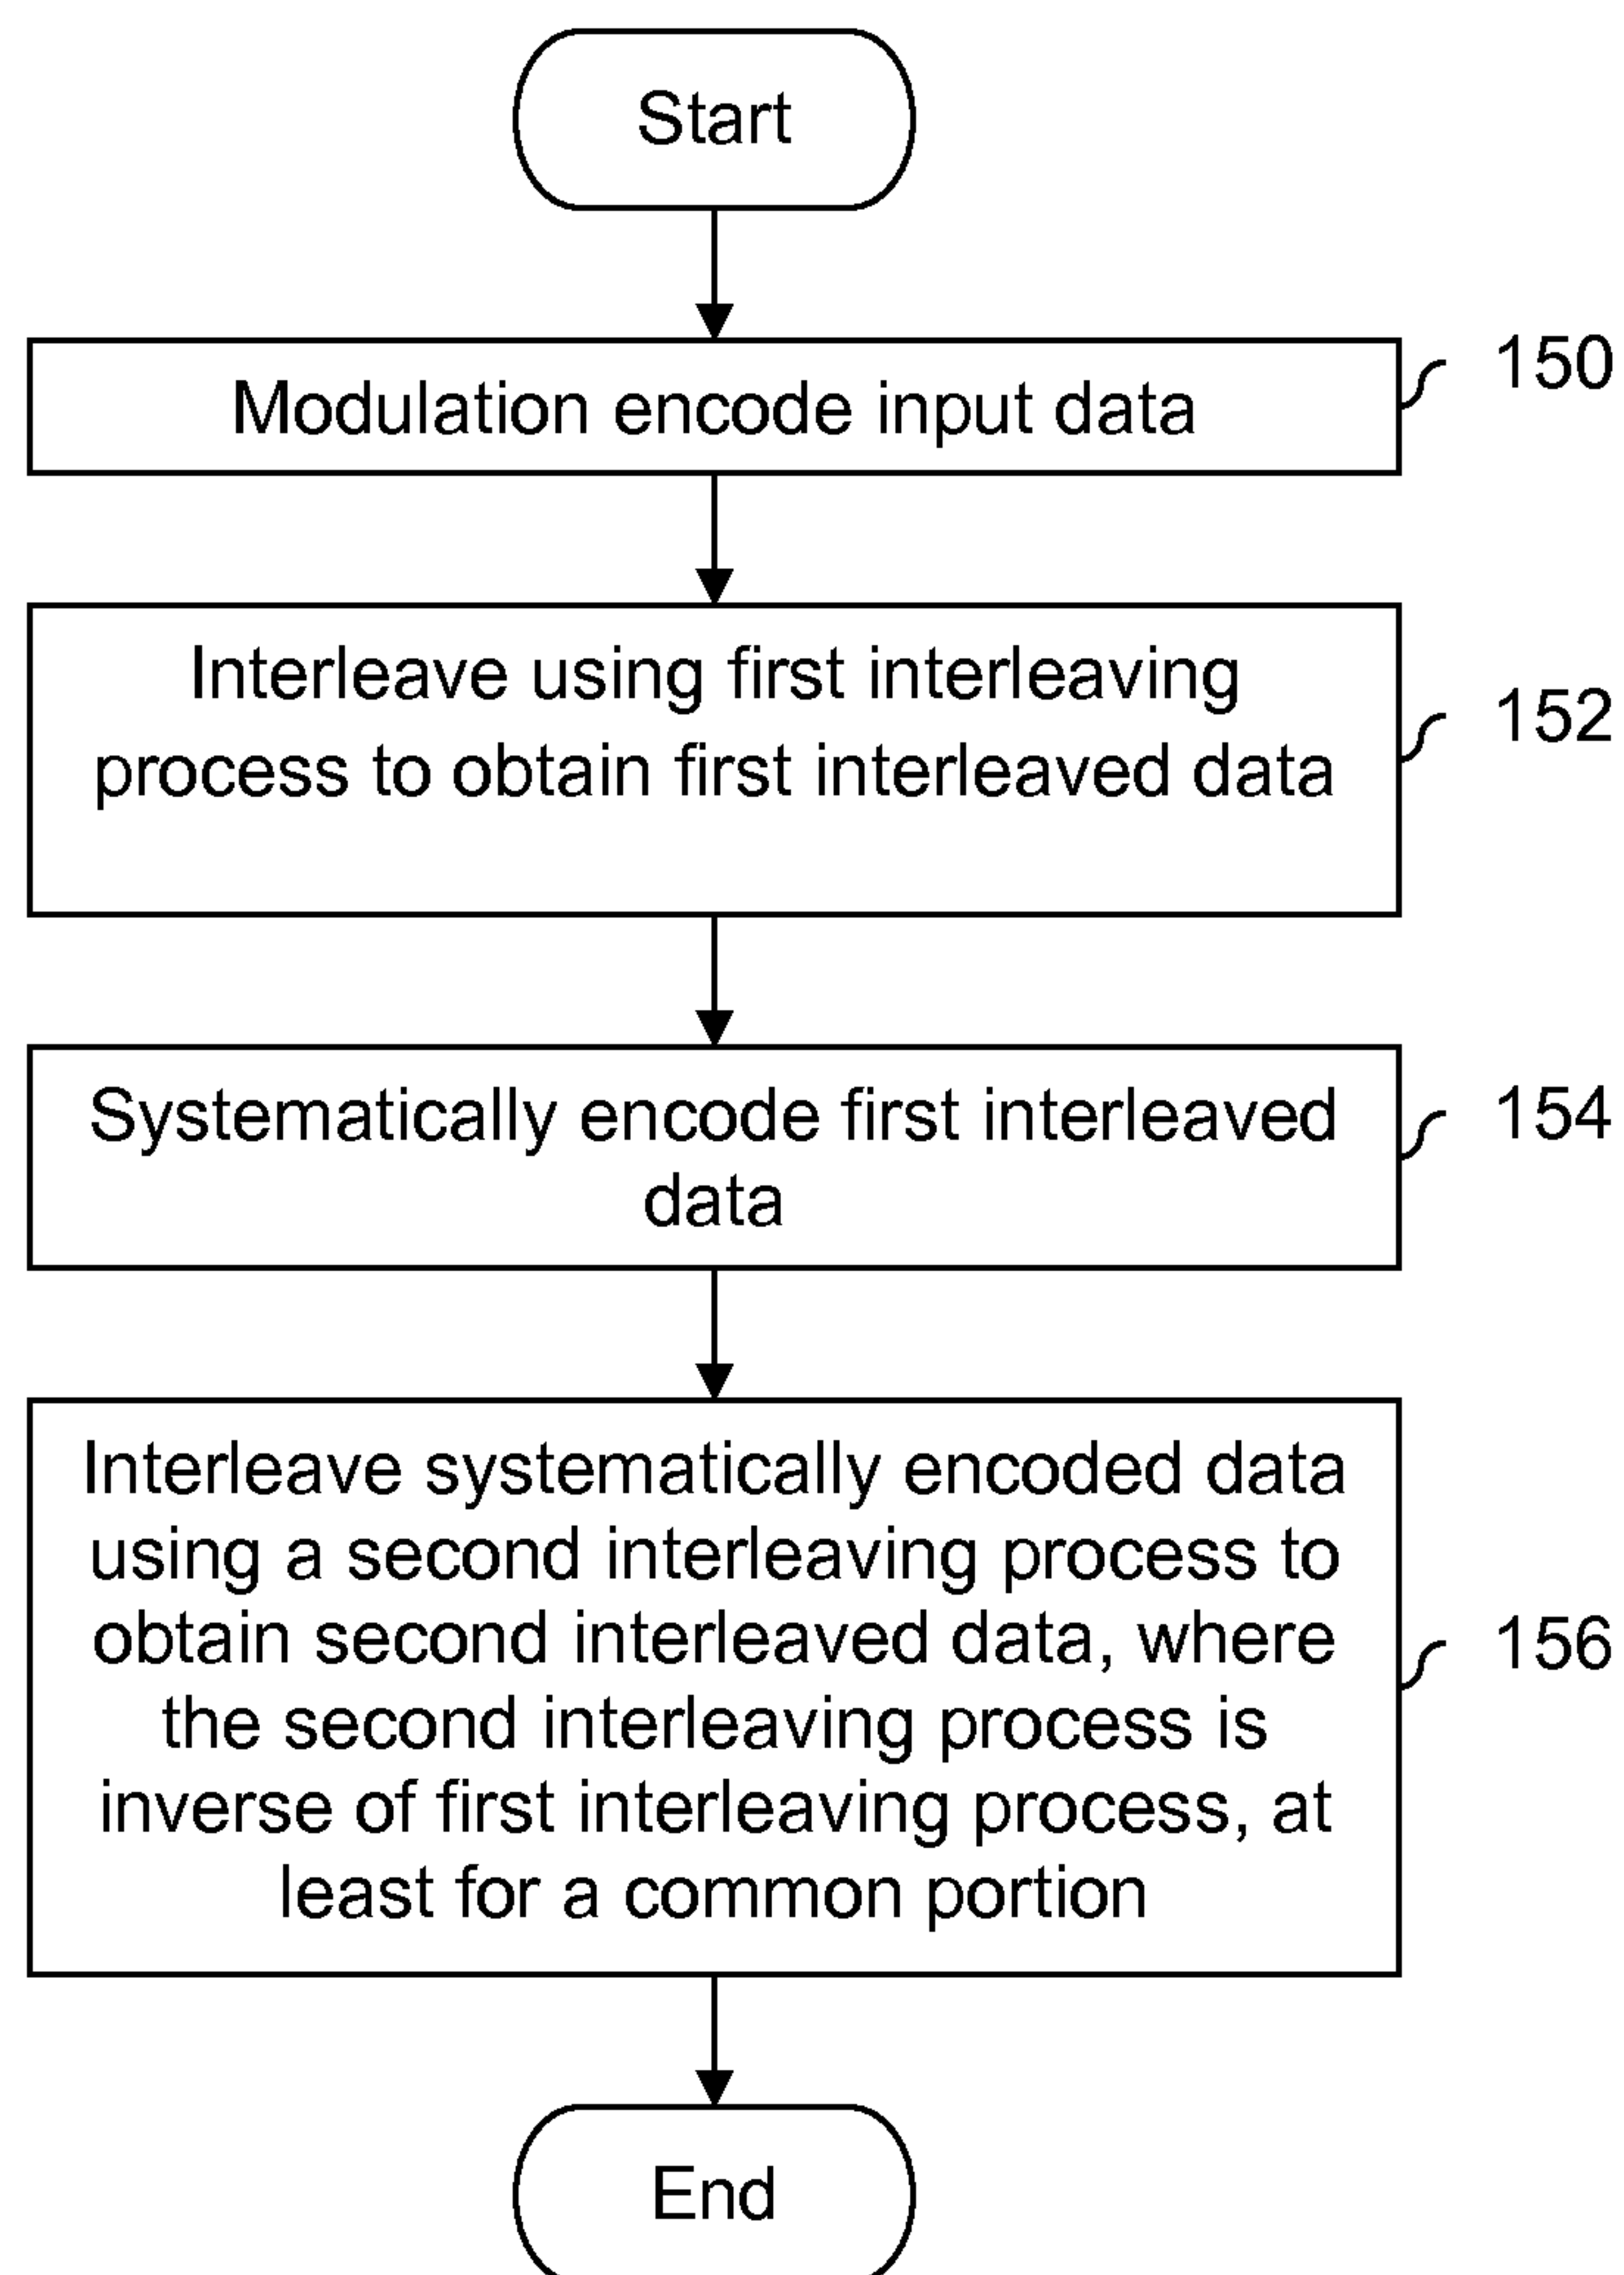 Start
Modulation encode input data
150
Interleave using first interleaving
process to obtain first interleaved data
152
Systematically encode first interleaved
data
154
Interleave systematically encoded data
using a second interleaving process to
obtain second interleaved data, where
the second interleaving process is
inverse of first interleaving process, at
least for a common portion
156
End